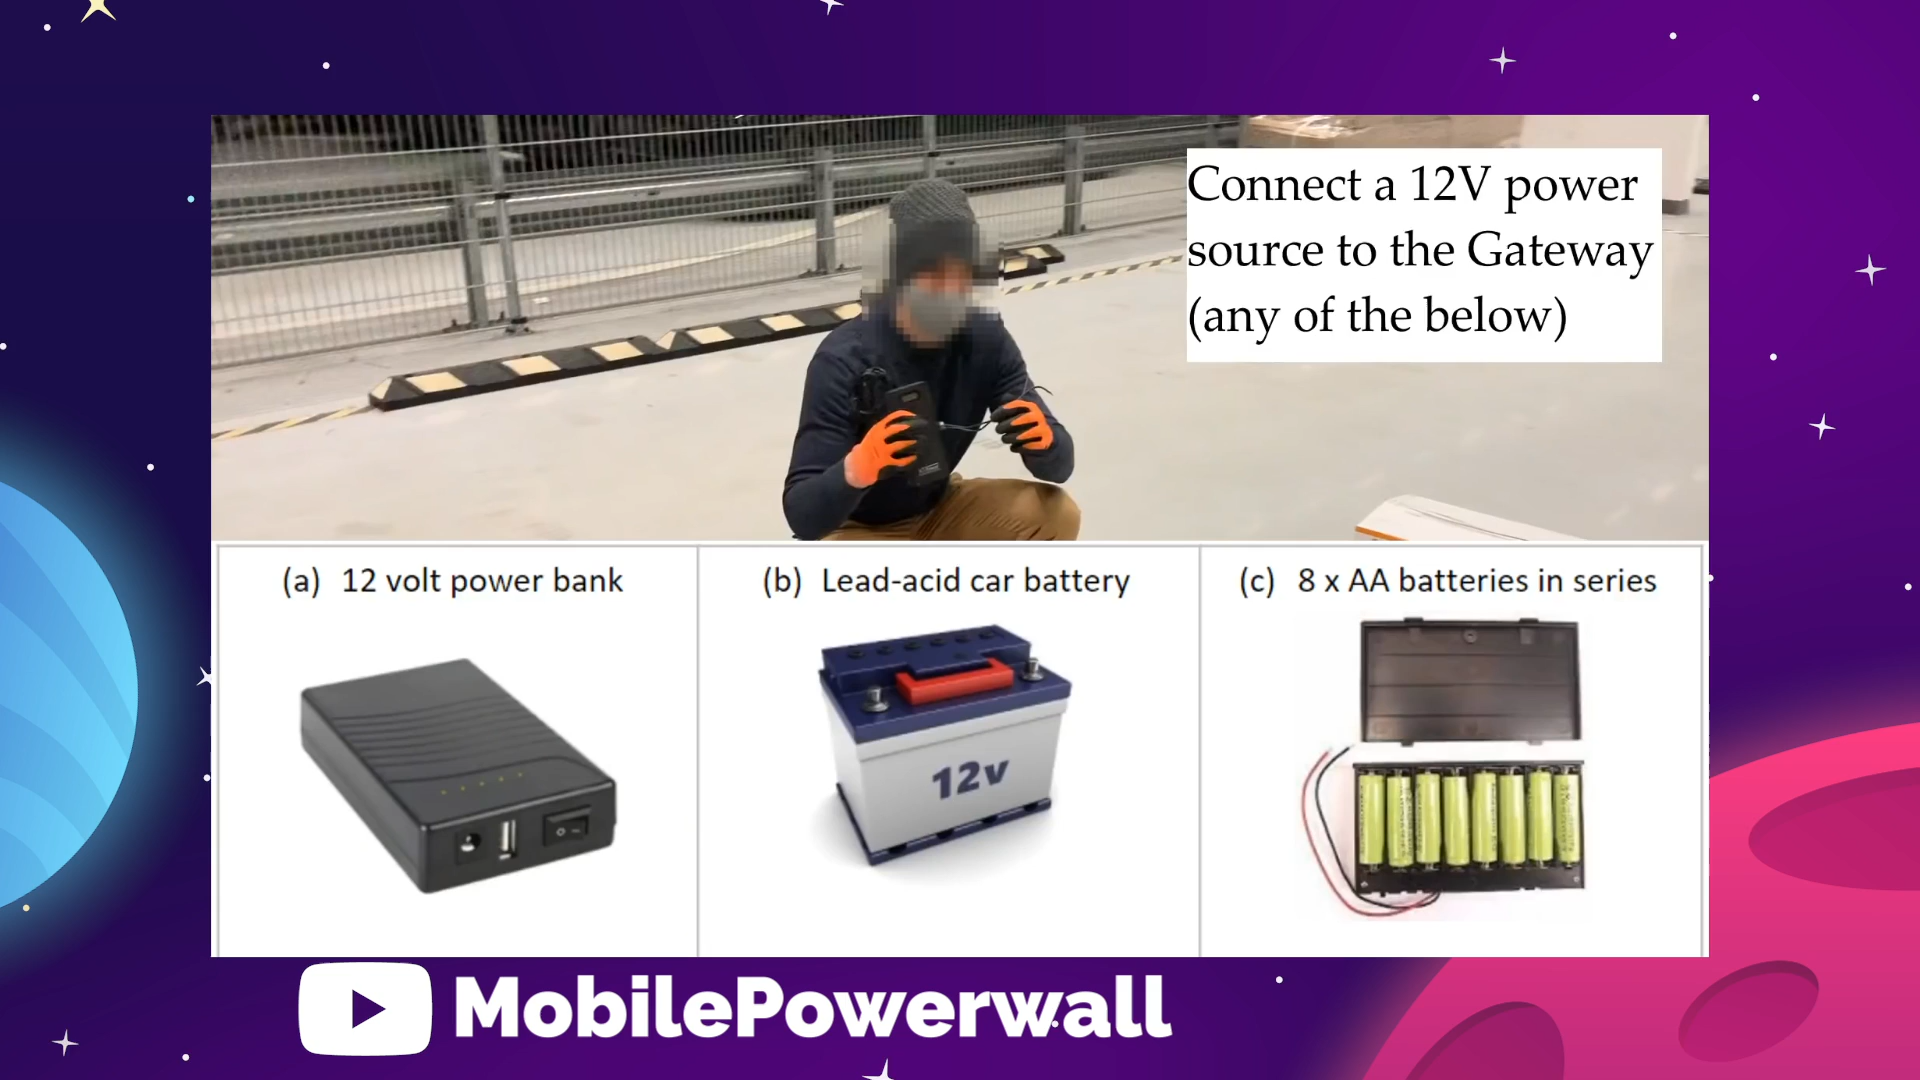 Connect a 12V power
source to the Gateway
(any of the below)
(a) 12 volt power bank
(b) Lead-acid car battery
(c) 8 x AA batteries in series
12v
MobilePowerwall